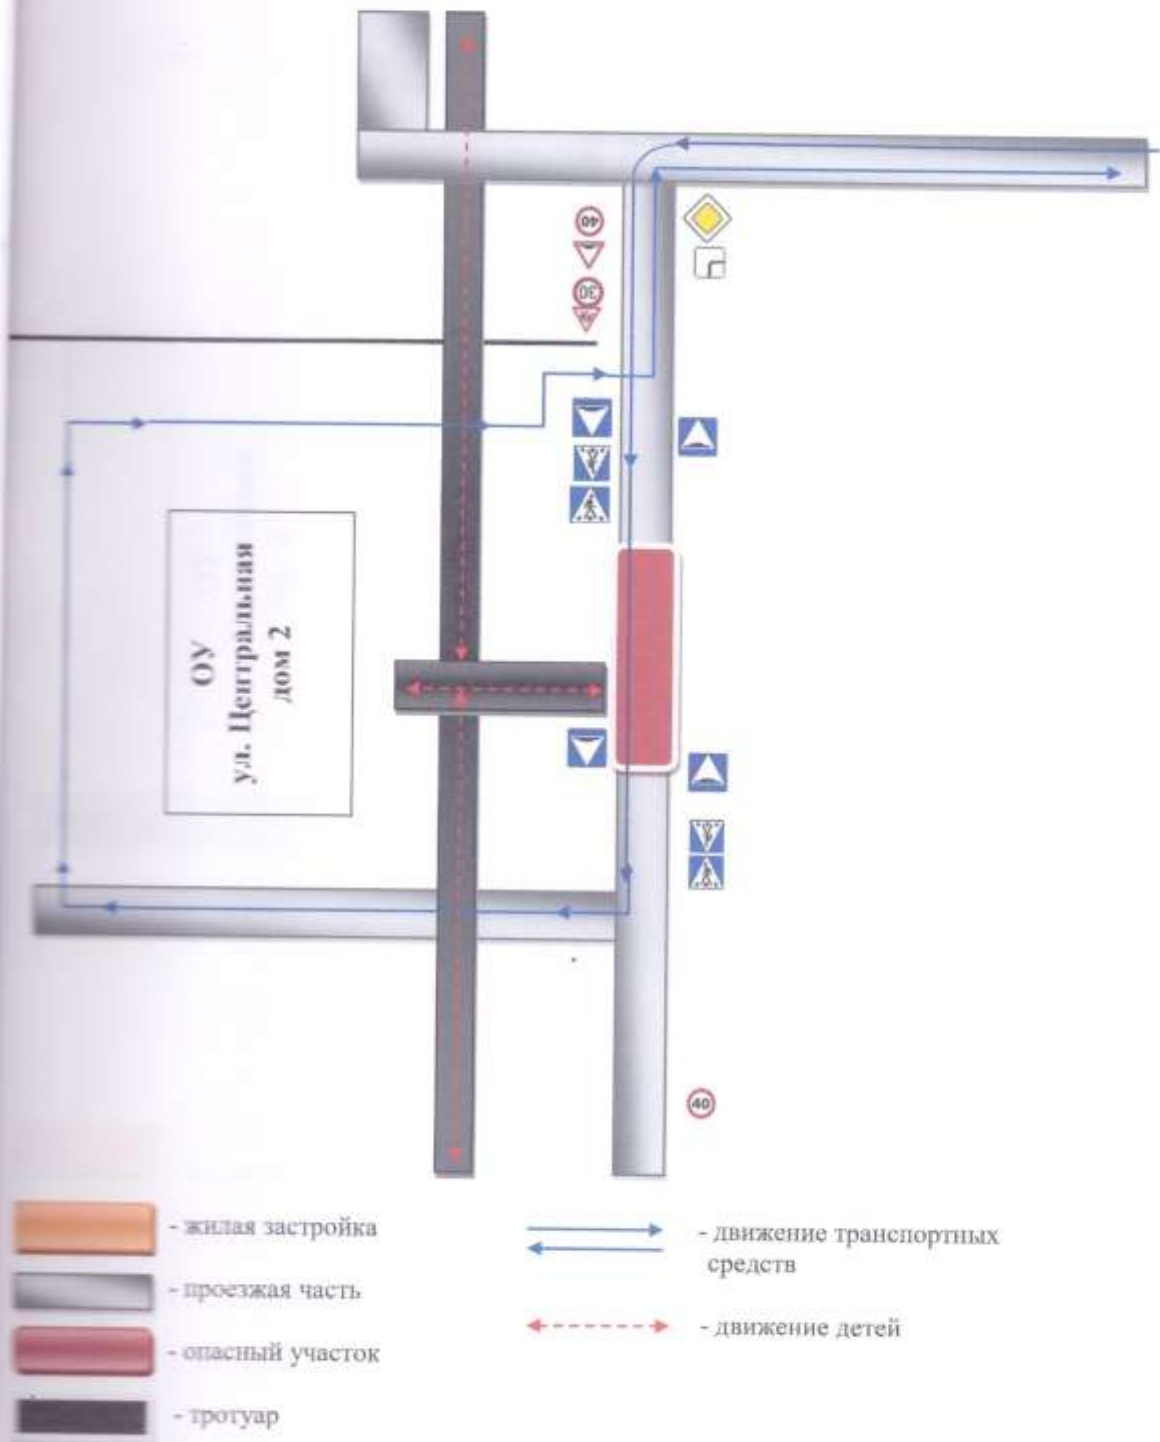 40
30
ОУ
ул. Центральная
дом 2
40
- жилая застройка
- проезжая часть
- опасный участок
- тротуар
- движение транспортных
средств
- движение детей